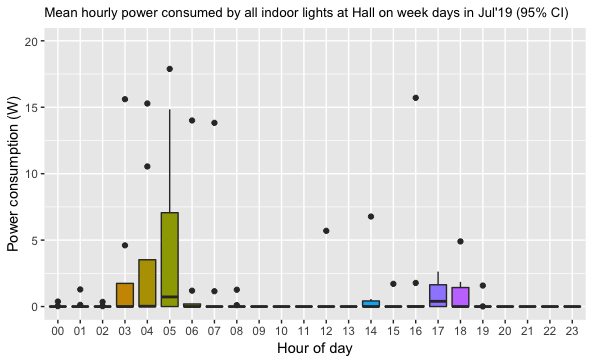 Mean hourly power consumed by all indoor lights at Hall on week days in Jul'19 (95% CI)
20
15
10
5
0
Power consumption (W)
00 01 02 03 04 05 06 07 08 09 10 11 12 13 14 15 16 17 18 19 20 21 22 23
Hour of day